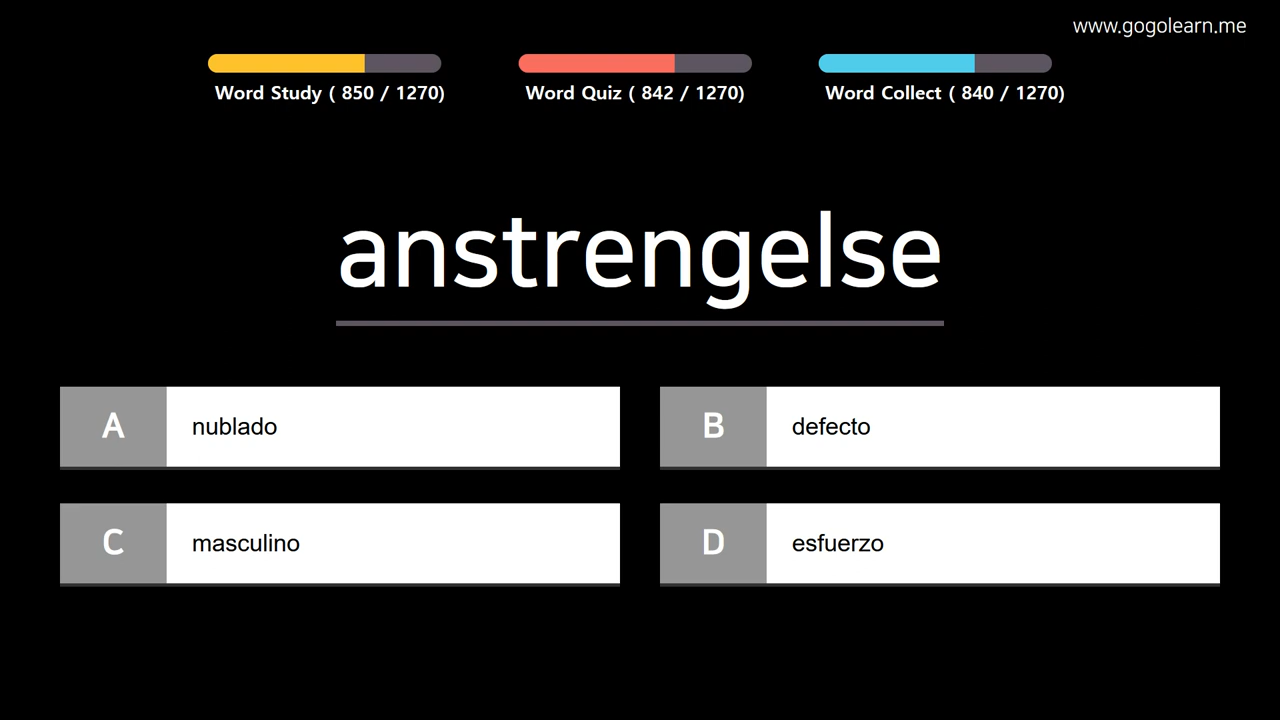 www.gogolearn.me
Word Study ( 850 / 1270)
Word Quiz ( 842 / 1270)
Word Collect ( 840 / 1270)
anstrengelse
A nublado
B defecto
C masculino
D esfuerzo